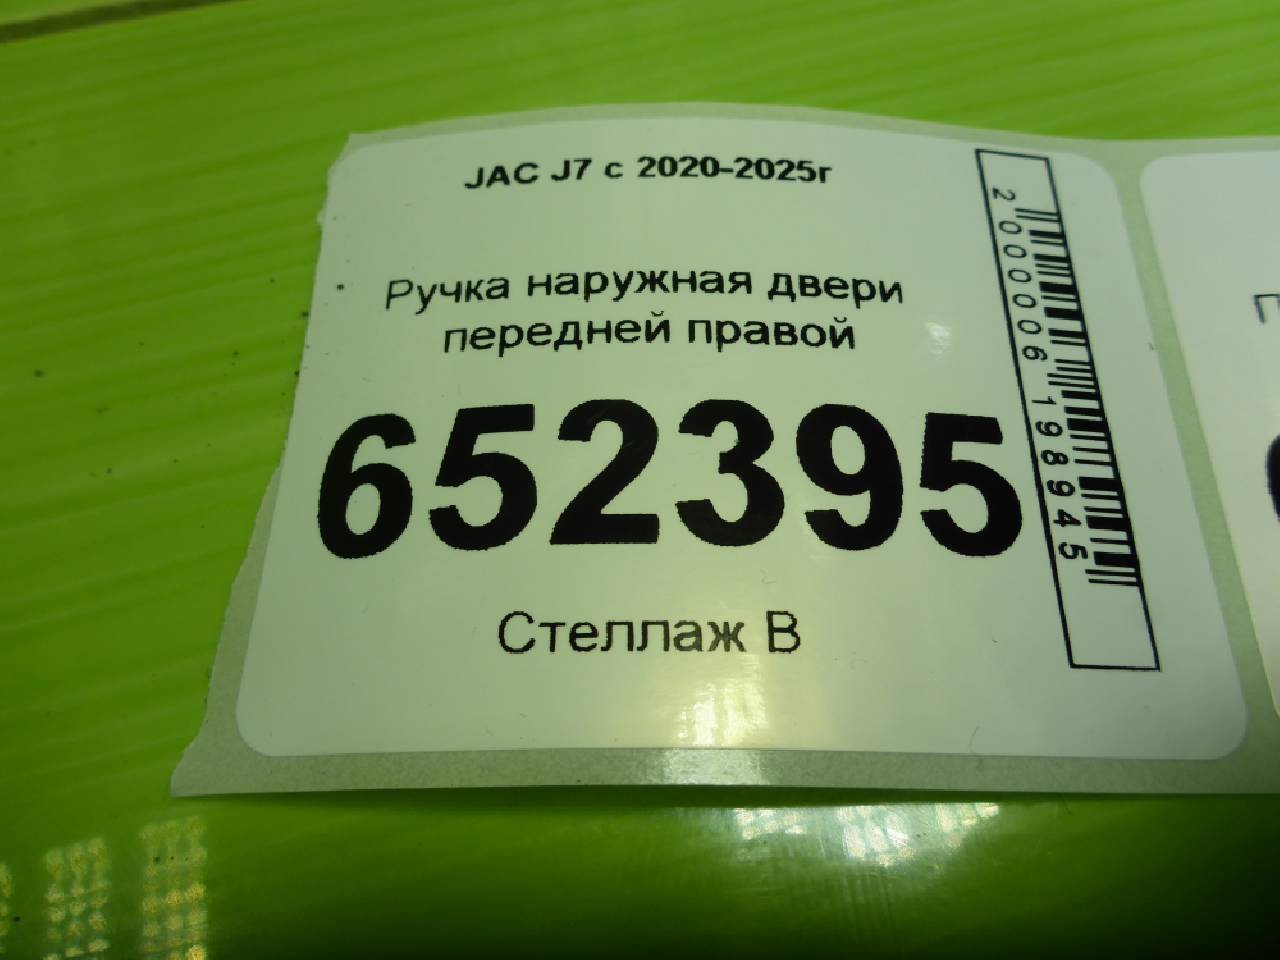 JAC J7 с 2020-2025г
Ручка наружная двери
передней правой
652395
Стеллаж В
2000006198945